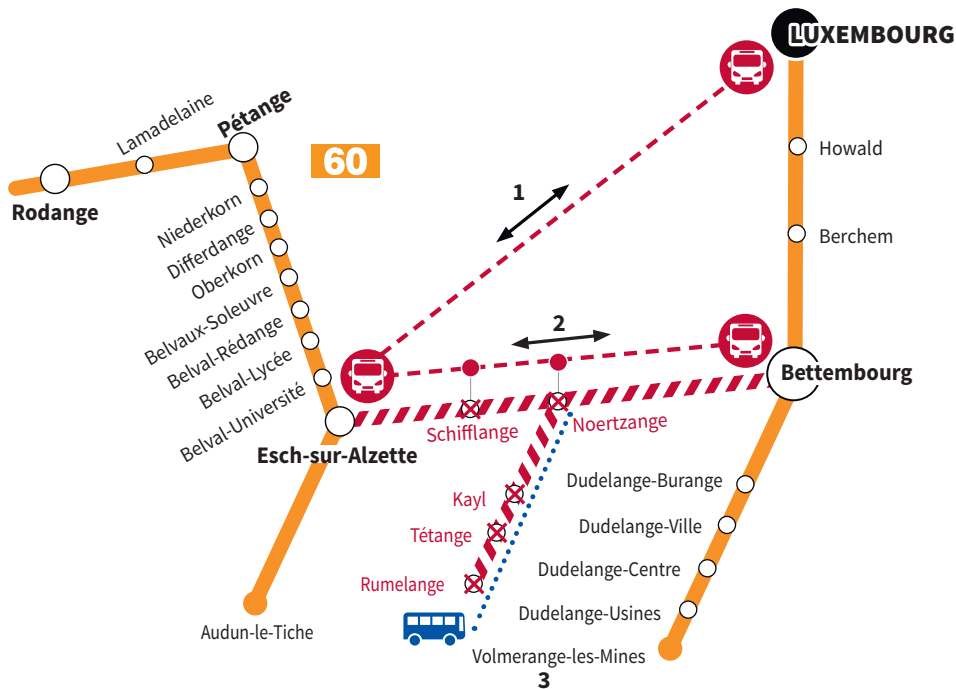 LUXEMBOURG
Lamadelaine
Pétange
60
Howald
Rodange
1
Niederkorn
Differdange
Berchem
Oberkorn
Belvaux-Soleuvre
2
Belval-Rédange
Belval-Lycée
Bettembourg
Belval-Université
Schifflange
Noertzange
Esch-sur-Alzette
Dudelange-Burange
Kayl
Dudelange-Ville
Tétange
Dudelange-Centre
Rumelange
Dudelange-Usines
Audun-le-Tiche
Volmerange-les-Mines
3